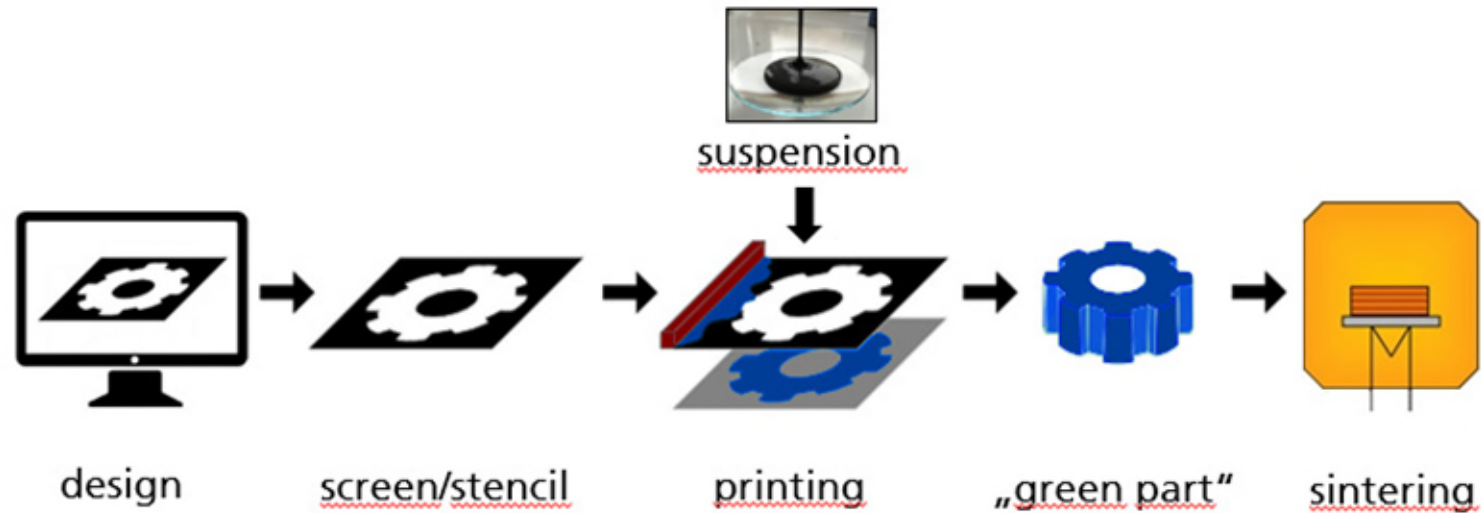 suspension
design
screen/stencil
printing
„green part“
sintering